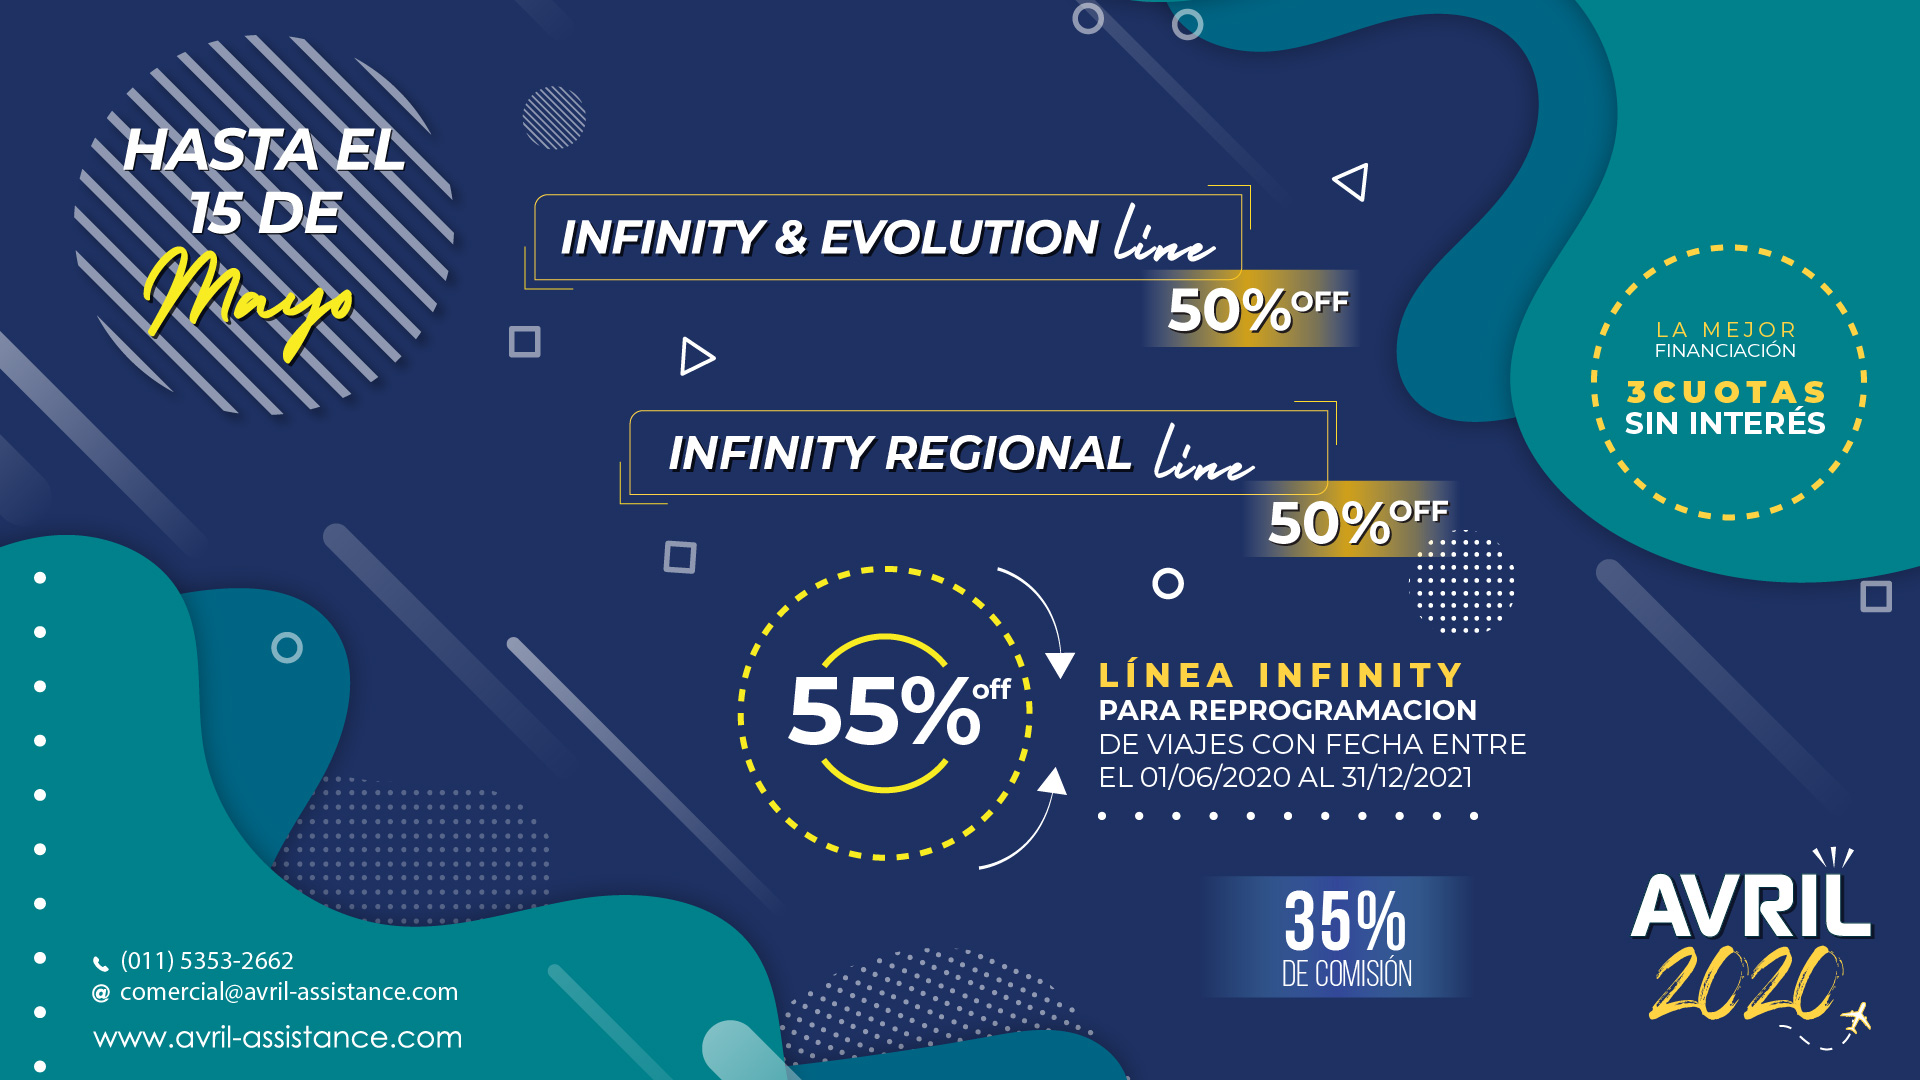 HASTA EL
15 DE
Mayo
INFINITY & EVOLUTION line
50% OFF
INFINITY REGIONAL line
50% OFF
LA MEJOR
FINANCIACIÓN
3 CUOTAS
SIN INTERÉS
55% off
LÍNEA INFINITY
PARA REPROGRAMACION
DE VIAJES CON FECHA ENTRE
EL 01/06/2020 AL 31/12/2021
35%
DE COMISIÓN
(011) 5353-2662
@ comercial@avril-assistance.com
www.avril-assistance.com
AVRIL
2020